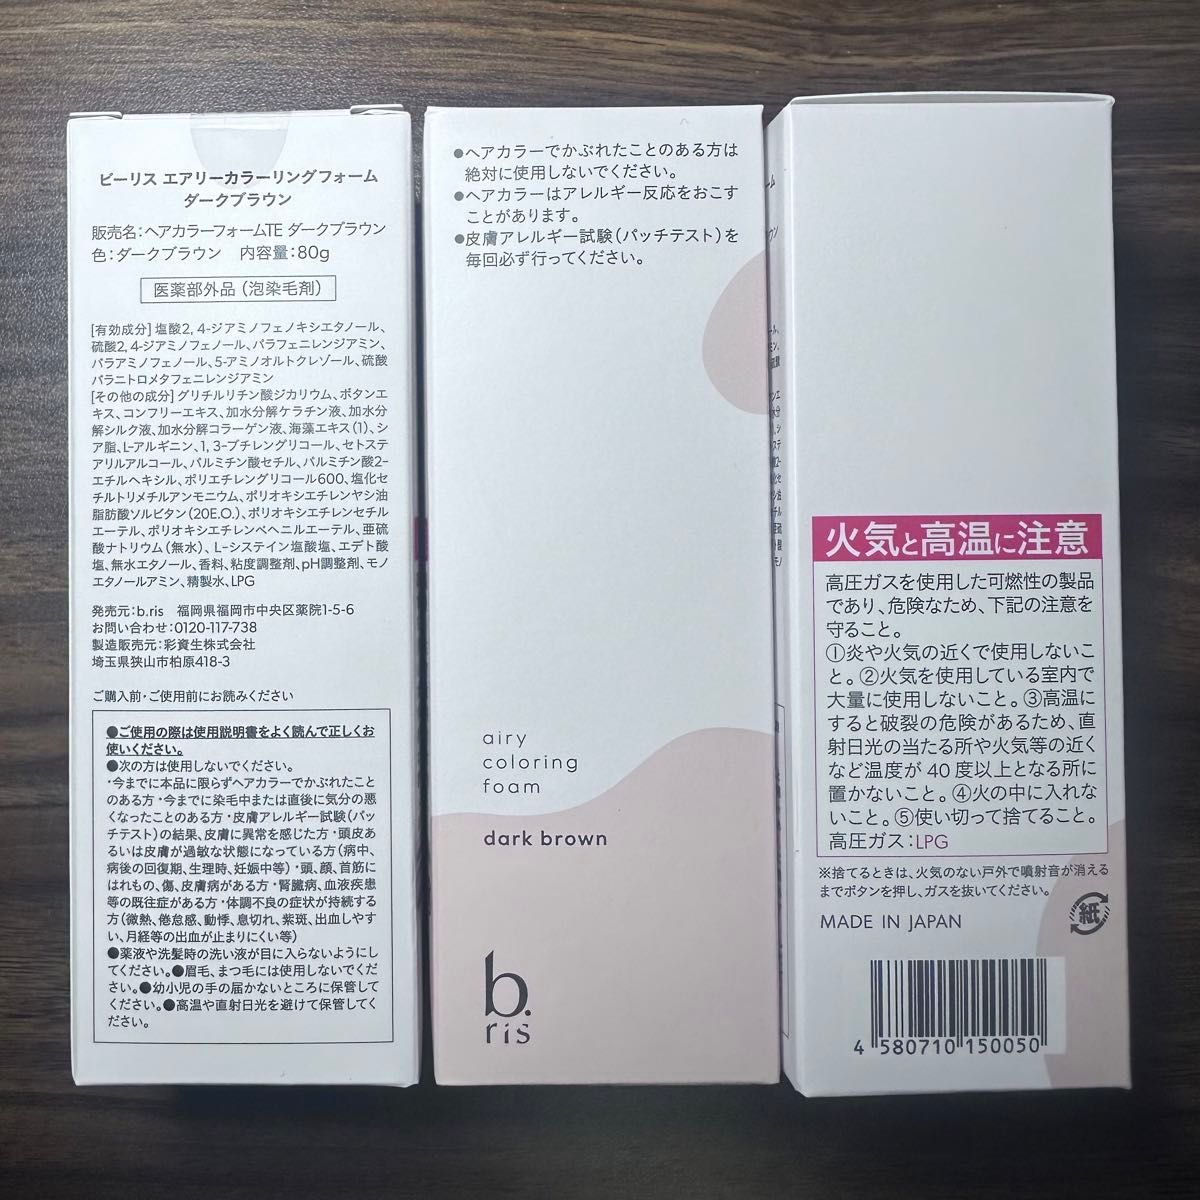 ビーリス エアリーカラーリングフォーム
ダークブラウン
販売名：ヘアカラーフォームTE ダークブラウン
色：ダークブラウン 内容量：80g
医薬部外品（泡染毛剤）
[有効成分] 塩酸2, 4-ジアミノフェノキシエタノール、
硫酸2, 4-ジアミノフェノール、パラフェニレンジアミン、
パラアミノフェノール、5-アミノオルトクレゾール、硫酸
パラニトロメタフェニレンジアミン
[その他の成分] グリチルリチン酸ジカリウム、ボタンエ
キス、コンフリーエキス、加水分解ケラチン液、加水分
解シルク液、加水分解コラーゲン液、海藻エキス（1）、シ
ア脂、L-アルギニン、1, 3-ブチレングリコール、セトステ
アリルアルコール、パルミチン酸セチル、パルミチン酸2-
エチルヘキシル、ポリエチレングリコール600、塩化セ
チルトリメチルアンモニウム、ポリオキシエチレンヤシ油
脂肪酸ソルビタン（20E.O.）、ポリオキシエチレンセチル
エーテル、ポリオキシエチレンベヘニルエーテル、亜硫
酸ナトリウム（無水）、L-システイン塩酸塩、エデト酸
塩、無水エタノール、香料、粘度調整剤、pH調整剤、モノ
エタノールアミン、精製水、LPG
発売元：b.ris 福岡県福岡市中央区薬院1-5-6
お問い合わせ：0120-117-738
製造販売元：彩資生株式会社
埼玉県狭山市柏原418-3
ご購入前・ご使用前にお読みください
●ご使用の際は使用説明書をよく読んで正しくお
使いください。
●次の方は使用しないでください。
・今までに本品に限らずヘアカラーでかぶれたこと
のある方・今までに染毛中または直後に気分の悪
くなったことのある方・皮膚アレルギー試験（パッ
チテスト）の結果、皮膚に異常を感じた方・頭皮あ
るいは皮膚が過敏な状態になっている方（病中、
病後の回復期、生理時、妊娠中等）・頭、顔、首筋に
はれもの、傷、皮膚病がある方・腎臓病、血液疾患
等の既往症がある方・体調不良の症状が持続する
方（微熱、倦怠感、動悸、息切れ、紫斑、出血しやす
い、月経等の出血が止まりにくい等）
●薬液や洗髪時の洗い液が目に入らないようにし
てください。●眉毛、まつ毛には使用しないでくだ
さい。●幼小児の手の届かないところに保管して
ください。●高温や直射日光を避けて保管してく
ださい。
●ヘアカラーでかぶれたことのある方は
絶対に使用しないでください。
●ヘアカラーはアレルギー反応をおこす
ことがあります。
●皮膚アレルギー試験（パッチテスト）を
毎回必ず行ってください。
airy
coloring
foam
dark brown
b.
ris
火気と高温に注意
高圧ガスを使用した可燃性の製品
であり、危険なため、下記の注意を
守ること。
①炎や火気の近くで使用しないこ
と。②火気を使用している室内で
大量に使用しないこと。③高温に
すると破裂の危険があるため、直
射日光の当たる所や火気等の近く
など温度が 40 度以上となる所に
置かないこと。④火の中に入れな
いこと。⑤使い切って捨てること。
高圧ガス：LPG
※捨てるときは、火気のない戸外で噴射音が消える
までボタンを押し、ガスを抜いてください。
MADE IN JAPAN
紙
4 580710 150050